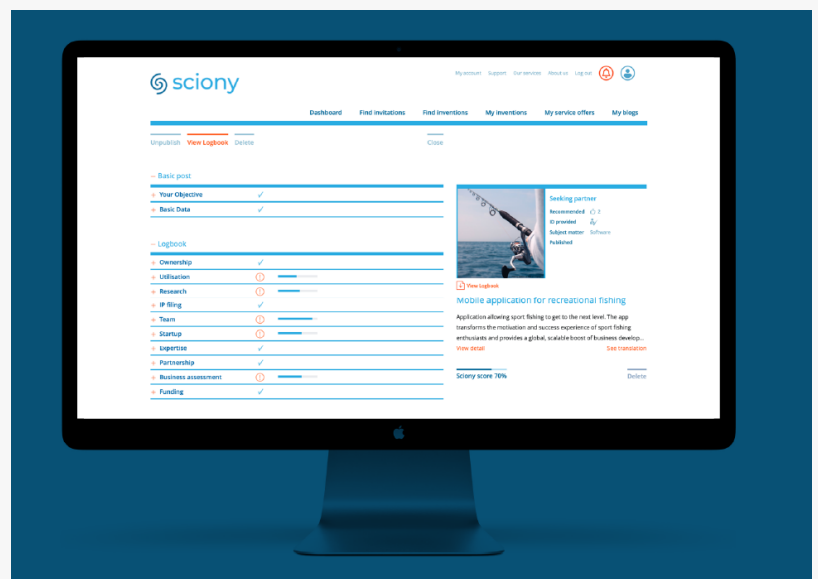 sciony
My account Support Our services About us Log out
Dashboard Find invitations Find inventions My inventions My service offers My blogs
Unpublish View Logbook Delete Close
Basic post
Your Objective
Basic Data
Logbook
Ownership
Utilisation
Research
IP filing
Team
Startup
Expertise
Partnership
Business assessment
Funding
Seeking partner
Recommended 3
ID provided
Subject matter Software
Published
View Logbook
Mobile application for recreational fishing
Application allowing sport fishing to get to the next level. The app
transforms the motivation and success experience of sport fishing
enthusiasts and provides a global, scalable boost of business develop...
View detail See translation
Sciony score 70% Delete